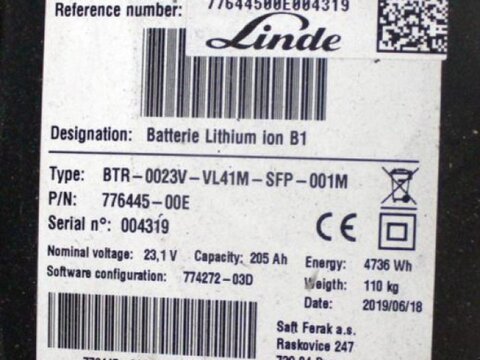 Reference number: 77644500E004319
Linde
Designation: Batterie Lithium ion B1
Type: BTR-0023V-VL41M-SFP-001M
P/N: 776445-00E
Serial n°: 004319
CE
Nominal voltage: 23,1 V Capacity: 205 Ah Energy: 4736 Wh
Software configuration: 774272-03D Weigth: 110 kg
Date: 2019/06/18
Saft Ferak a.s.
Raskovice 247